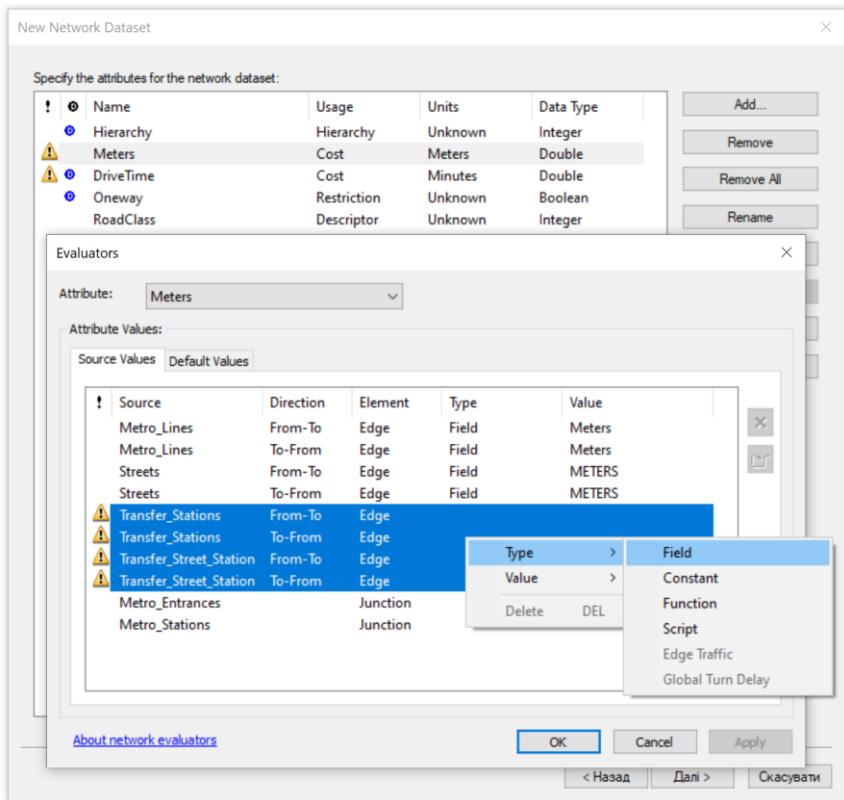 New Network Dataset
Specify the attributes for the network dataset:
! Name Usage Units Data Type
Hierarchy Hierarchy Unknown Integer
Meters Cost Meters Double
DriveTime Cost Minutes Double
Oneway Restriction Unknown Boolean
RoadClass Descriptor Unknown Integer
Add...
Remove
Remove All
Rename
Evaluators
Attribute: Meters
Attribute Values:
Source Values Default Values
! Source Direction Element Type Value
Metro_Lines From-To Edge Field Meters
Metro_Lines To-From Edge Field Meters
Streets From-To Edge Field METERS
Streets To-From Edge Field METERS
Transfer_Stations From-To Edge
Transfer_Stations To-From Edge
Transfer_Street_Station From-To Edge
Transfer_Street_Station To-From Edge
Metro_Entrances Junction
Metro_Stations Junction
Type
Value
Delete DEL
Field
Constant
Function
Script
Edge Traffic
Global Turn Delay
About network evaluators
OK Cancel Apply
< Назад Далі > Скасувати